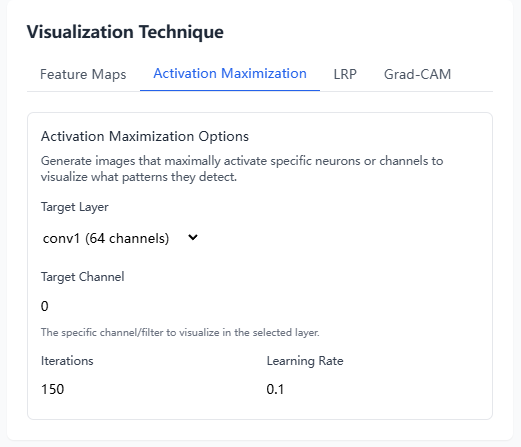 Visualization Technique
Feature Maps Activation Maximization LRP Grad-CAM
Activation Maximization Options
Generate images that maximally activate specific neurons or channels to
visualize what patterns they detect.
Target Layer
conv1 (64 channels)
Target Channel
0
The specific channel/filter to visualize in the selected layer.
Iterations Learning Rate
150 0.1